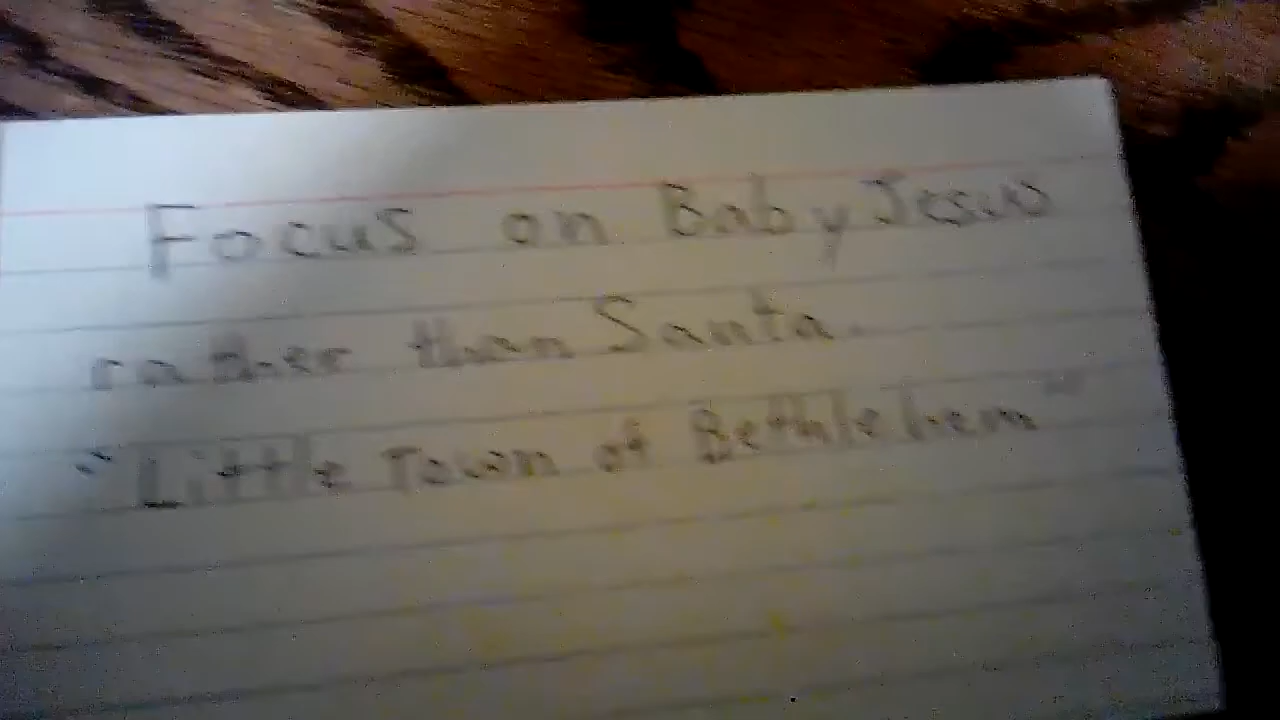 Focus on Baby Jesus
rather than Santa.
"Little Town of Bethlehem"